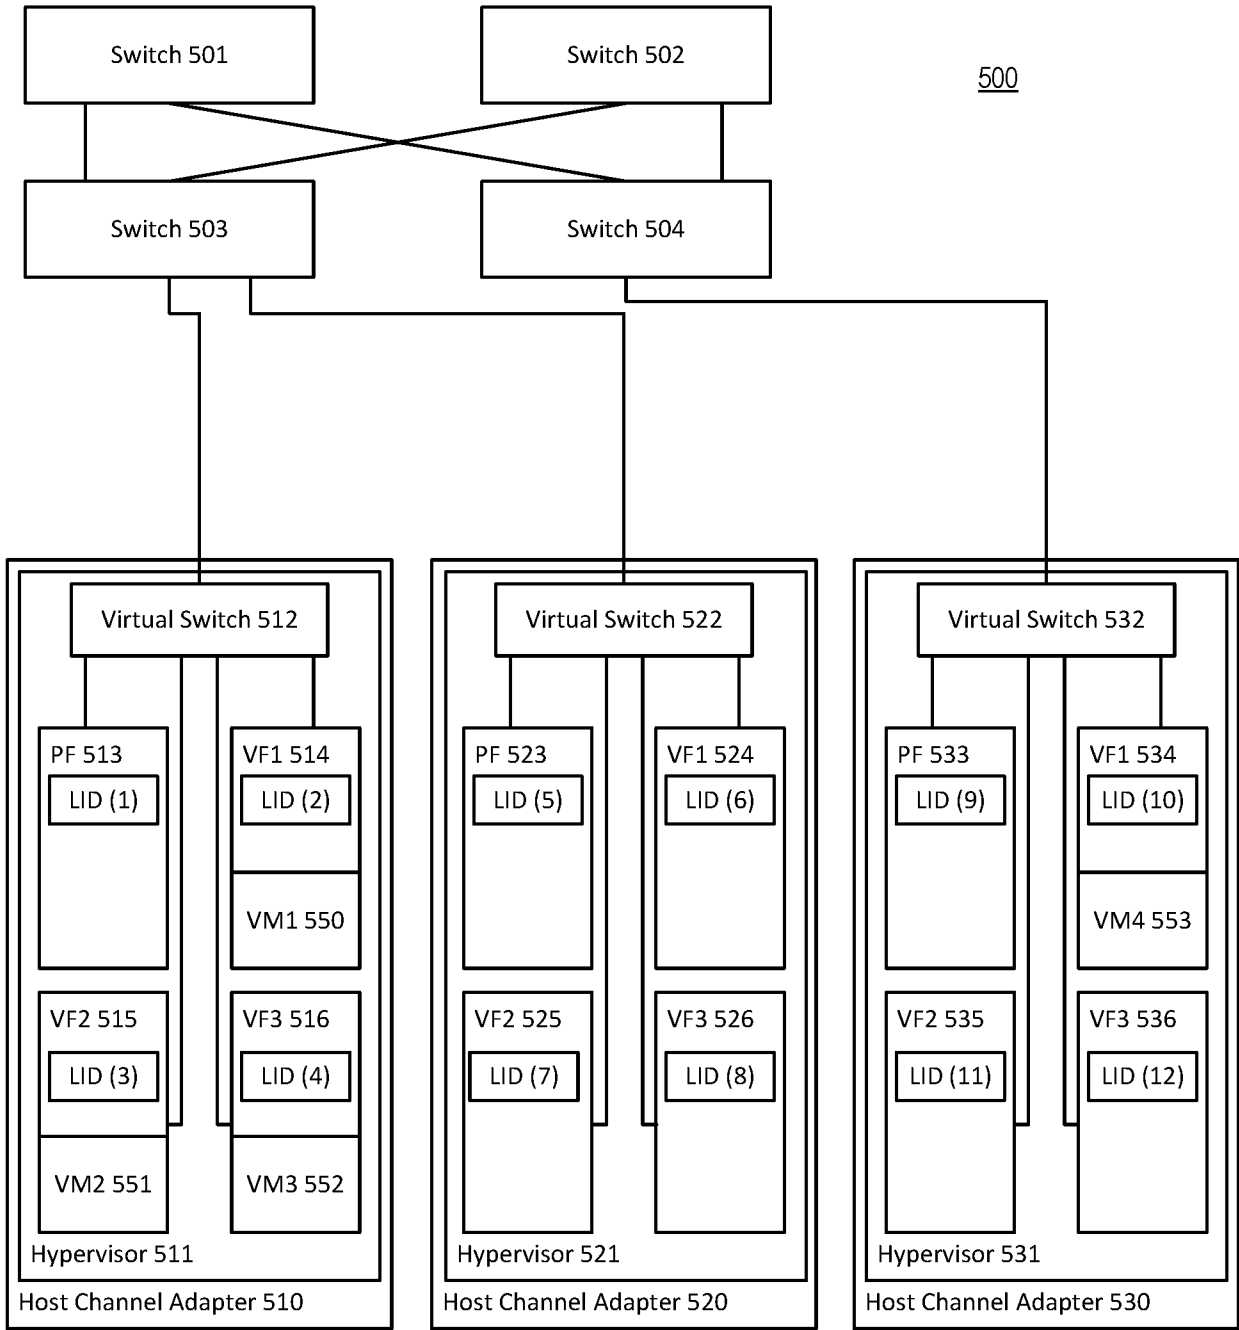 Switch 501
Switch 502
500
Switch 503
Switch 504
Virtual Switch 512
Virtual Switch 522
Virtual Switch 532
PF 513
LID (1)
VF1 514
LID (2)
VM1 550
VF2 515
LID (3)
VM2 551
VF3 516
LID (4)
VM3 552
Hypervisor 511
Host Channel Adapter 510
PF 523
LID (5)
VF1 524
LID (6)
VF2 525
LID (7)
VF3 526
LID (8)
Hypervisor 521
Host Channel Adapter 520
PF 533
LID (9)
VF1 534
LID (10)
VM4 553
VF2 535
LID (11)
VF3 536
LID (12)
Hypervisor 531
Host Channel Adapter 530